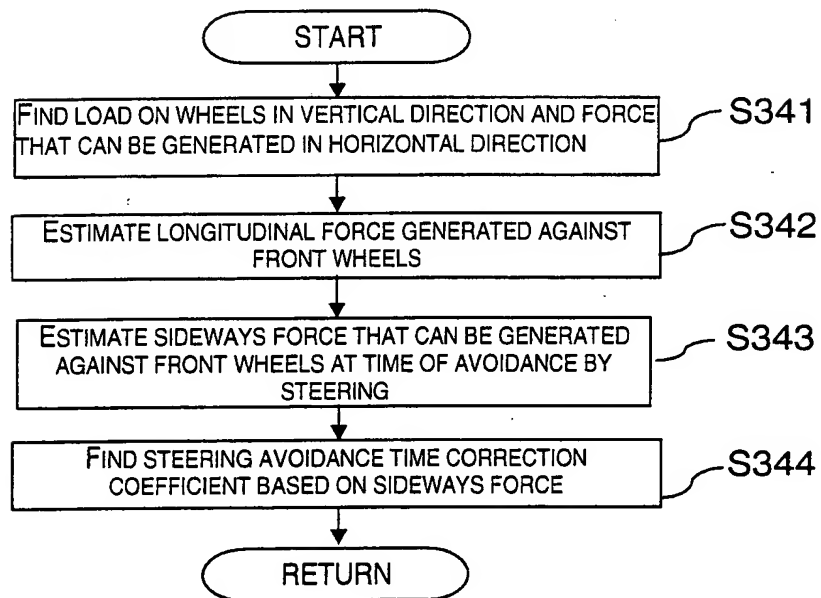 START
FIND LOAD ON WHEELS IN VERTICAL DIRECTION AND FORCE
THAT CAN BE GENERATED IN HORIZONTAL DIRECTION
S341
ESTIMATE LONGITUDINAL FORCE GENERATED AGAINST
FRONT WHEELS
S342
ESTIMATE SIDEWAYS FORCE THAT CAN BE GENERATED
AGAINST FRONT WHEELS AT TIME OF AVOIDANCE BY
STEERING
S343
FIND STEERING AVOIDANCE TIME CORRECTION
COEFFICIENT BASED ON SIDEWAYS FORCE
S344
RETURN